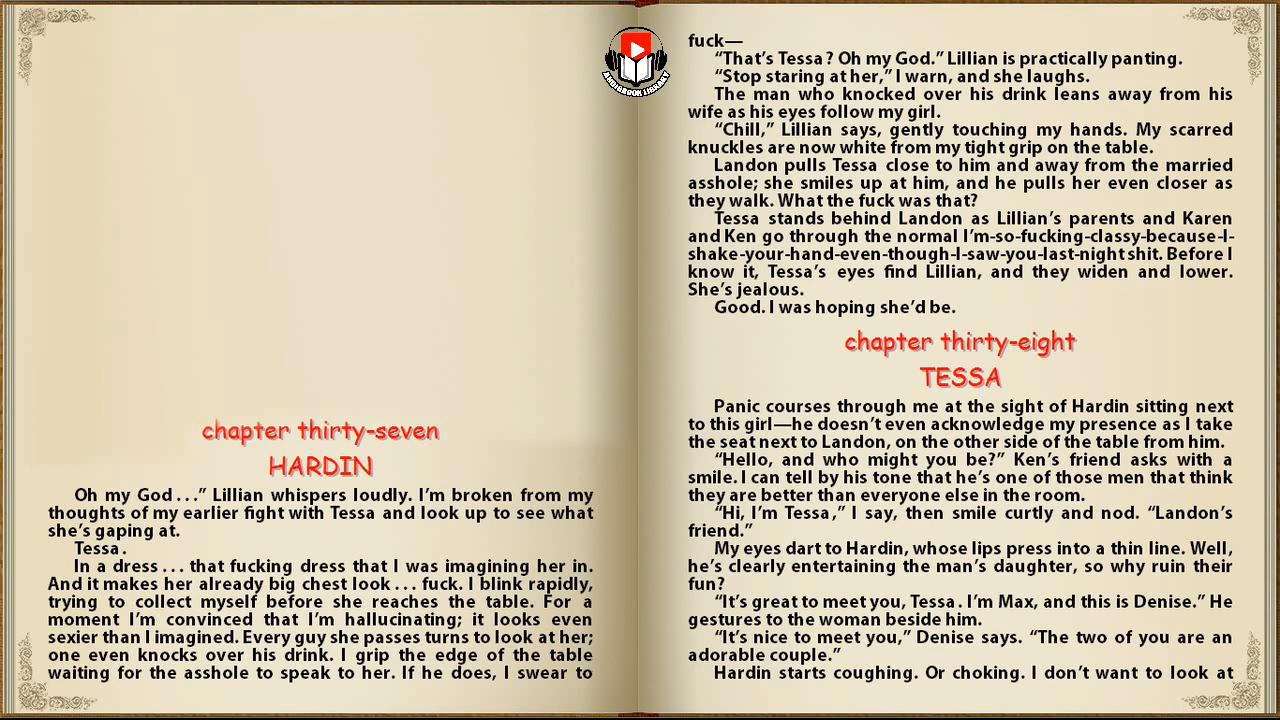 chapter thirty-seven
HARDIN
Oh my God . . .” Lillian whispers loudly. I’m broken from my
thoughts of my earlier fight with Tessa and look up to see what
she’s gaping at.
Tessa .
In a dress . . . that fucking dress that I was imagining her in.
And it makes her already big chest look . . . fuck. I blink rapidly,
trying to collect myself before she reaches the table. For a
moment I’m convinced that I’m hallucinating; it looks even
sexier than I imagined. Every guy she passes turns to look at her;
one even knocks over his drink. I grip the edge of the table
waiting for the asshole to speak to her. If he does, I swear to
AUDIOBOOK LIBRARY
fuck—
“That’s Tessa ? Oh my God.” Lillian is practically panting.
“Stop staring at her,” I warn, and she laughs.
The man who knocked over his drink leans away from his
wife as his eyes follow my girl.
“Chill,” Lillian says, gently touching my hands. My scarred
knuckles are now white from my tight grip on the table.
Landon pulls Tessa close to him and away from the married
asshole; she smiles up at him, and he pulls her even closer as
they walk. What the fuck was that?
Tessa stands behind Landon as Lillian’s parents and Karen
and Ken go through the normal I’m-so-fucking-classy-because-I-
shake-your-hand-even-though-I-saw-you-last-night shit. Before I
know it, Tessa’s eyes find Lillian, and they widen and lower.
She’s jealous.
Good. I was hoping she’d be.
chapter thirty-eight
TESSA
Panic courses through me at the sight of Hardin sitting next
to this girl—he doesn’t even acknowledge my presence as I take
the seat next to Landon, on the other side of the table from him.
“Hello, and who might you be?” Ken’s friend asks with a
smile. I can tell by his tone that he’s one of those men that think
they are better than everyone else in the room.
“Hi, I’m Tessa ,” I say, then smile curtly and nod. “Landon’s
friend.”
My eyes dart to Hardin, whose lips press into a thin line. Well,
he’s clearly entertaining the man’s daughter, so why ruin their
fun?
“It’s great to meet you, Tessa . I’m Max, and this is Denise.” He
gestures to the woman beside him.
“It’s nice to meet you,” Denise says. “The two of you are an
adorable couple.”
Hardin starts coughing. Or choking. I don’t want to look at